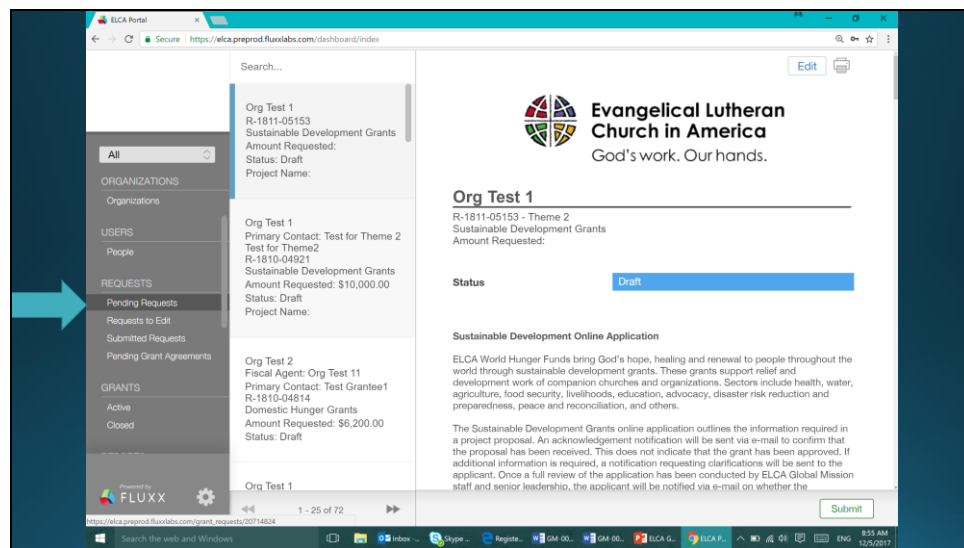 ELCA Portal
Secure
https://elca.preprod.fluxxlabs.com/dashboard/index
Search...
Edit
All
ORGANIZATIONS
Organizations
USERS
People
REQUESTS
Pending Requests
Requests to Edit
Submitted Requests
Pending Grant Agreements
GRANTS
Active
Closed
Powered by
FLUXX
Org Test 1
R-1811-05153
Sustainable Development Grants
Amount Requested:
Status: Draft
Project Name:
Org Test 1
Primary Contact: Test for Theme 2
Test for Theme2
R-1810-04921
Sustainable Development Grants
Amount Requested: $10,000.00
Status: Draft
Project Name:
Org Test 2
Fiscal Agent: Org Test 11
Primary Contact: Test Grantee1
R-1810-04814
Domestic Hunger Grants
Amount Requested: $6,200.00
Status: Draft
Org Test 1
1 - 25 of 72
Evangelical Lutheran
Church in America
God's work. Our hands.
Org Test 1
R-1811-05153 - Theme 2
Sustainable Development Grants
Amount Requested:
Status
Draft
Sustainable Development Online Application
ELCA World Hunger Funds bring God's hope, healing and renewal to people throughout the
world through sustainable development grants. These grants support relief and
development work of companion churches and organizations. Sectors include health, water,
agriculture, food security, livelihoods, education, advocacy, disaster risk reduction and
preparedness, peace and reconciliation, and others.
The Sustainable Development Grants online application outlines the information required in
a project proposal. An acknowledgement notification will be sent via e-mail to confirm that
the proposal has been received. This does not indicate that the grant has been approved. If
additional information is required, a notification requesting clarifications will be sent to the
applicant. Once a full review of the application has been conducted by ELCA Global Mission
staff and senior leadership, the applicant will be notified via e-mail on whether the
Submit
https://elca.preprod.fluxxlabs.com/grant_requests/20714824
Search the web and Windows
Inbox -...
Skype -...
Registe...
GM-00...
GM-00...
ELCA G...
ELCA P...
ENG
8:55 AM
12/5/2017